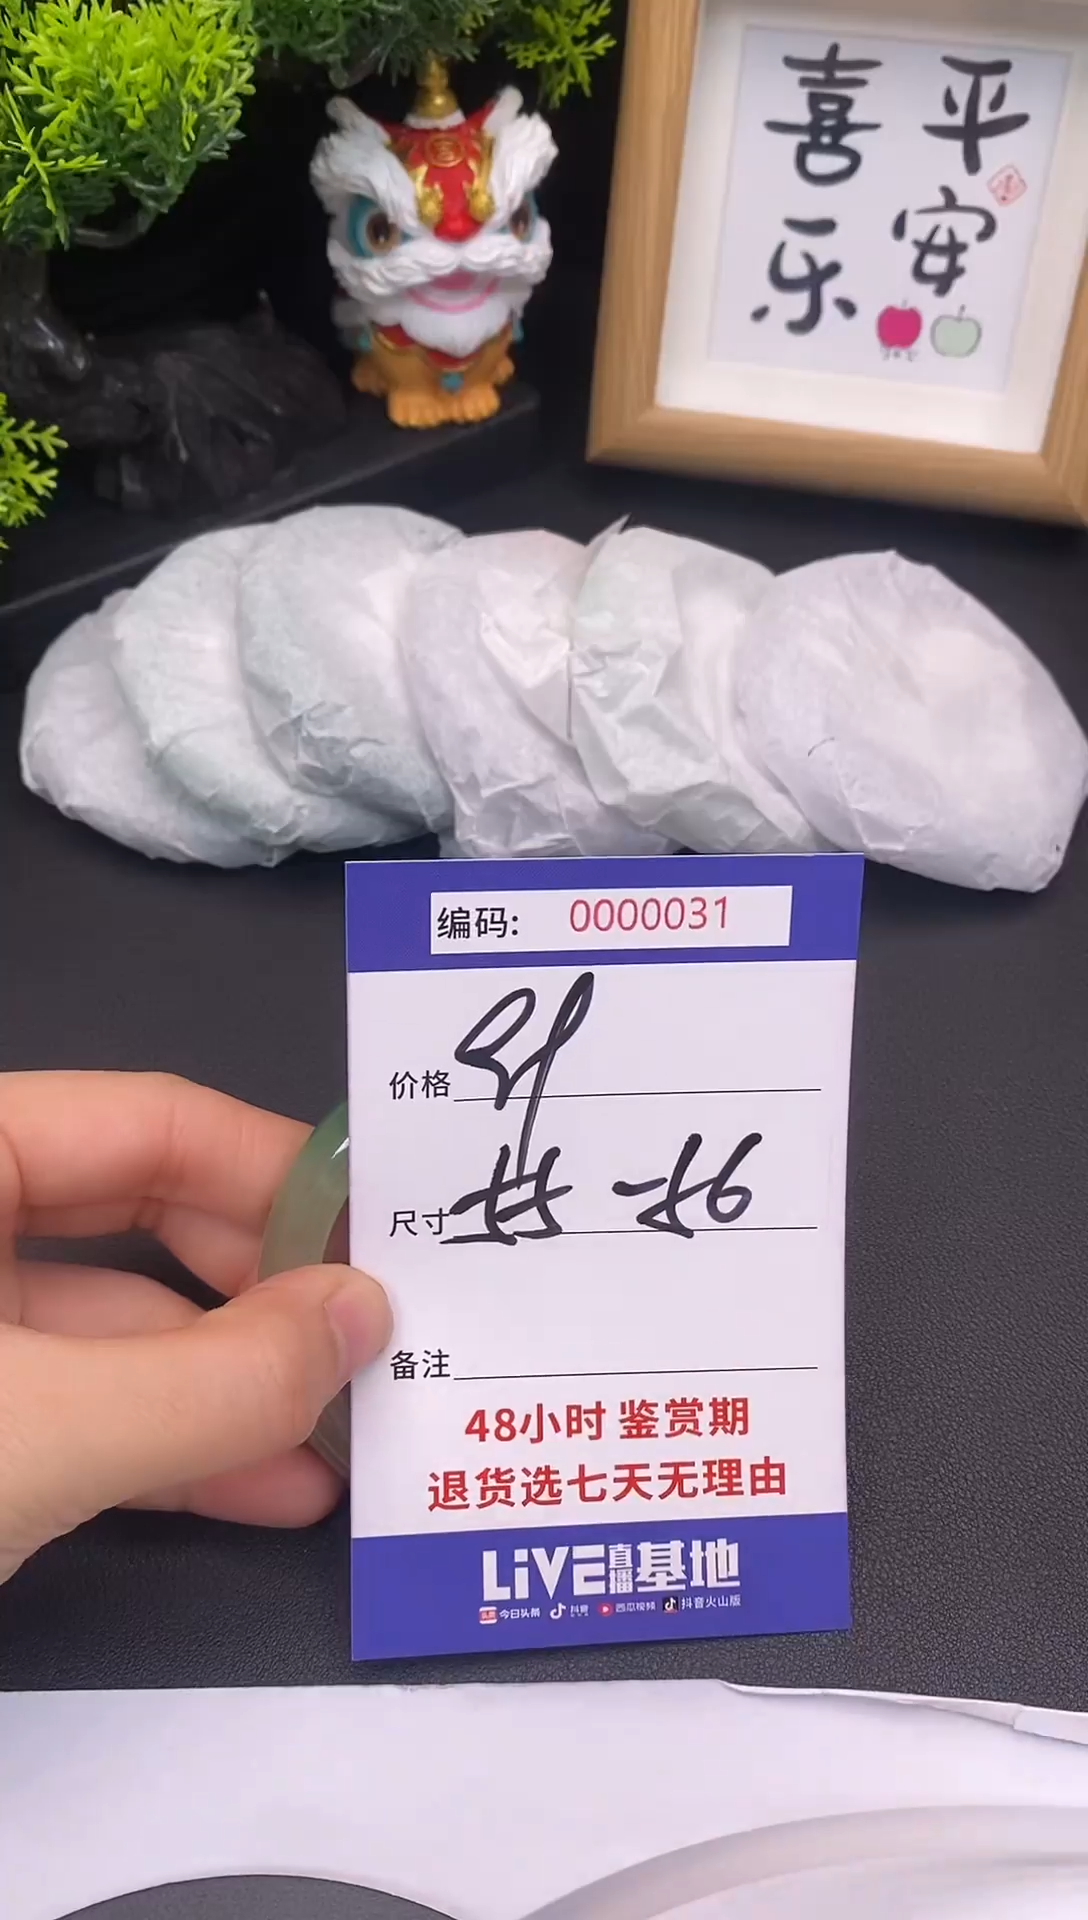 平安
喜乐
编码: 0000031
价格
尺寸
备注
48小时 鉴赏期
退货选七天无理由
LiVE直播基地
今日头条 抖音 西瓜视频 抖音火山版